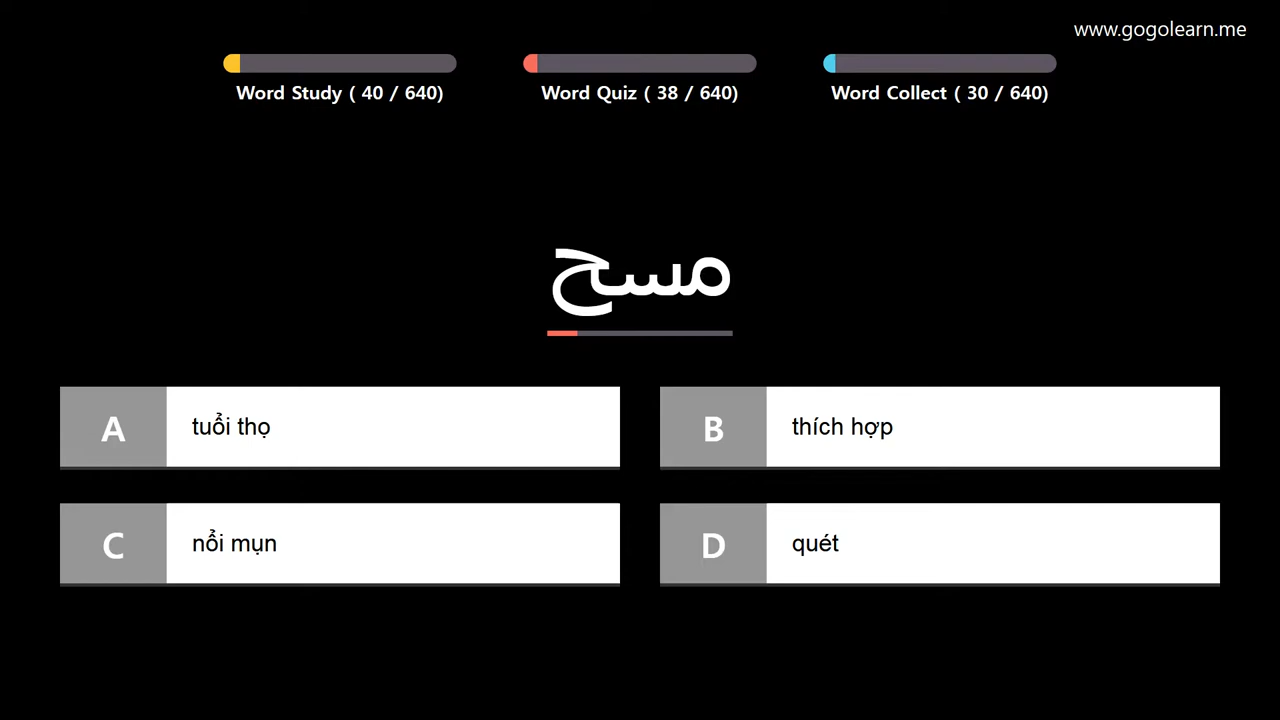 www.gogolearn.me
Word Study ( 40 / 640)
Word Quiz ( 38 / 640)
Word Collect ( 30 / 640)
مسح
A
tuổi thọ
B
thích hợp
C
nổi mụn
D
quét